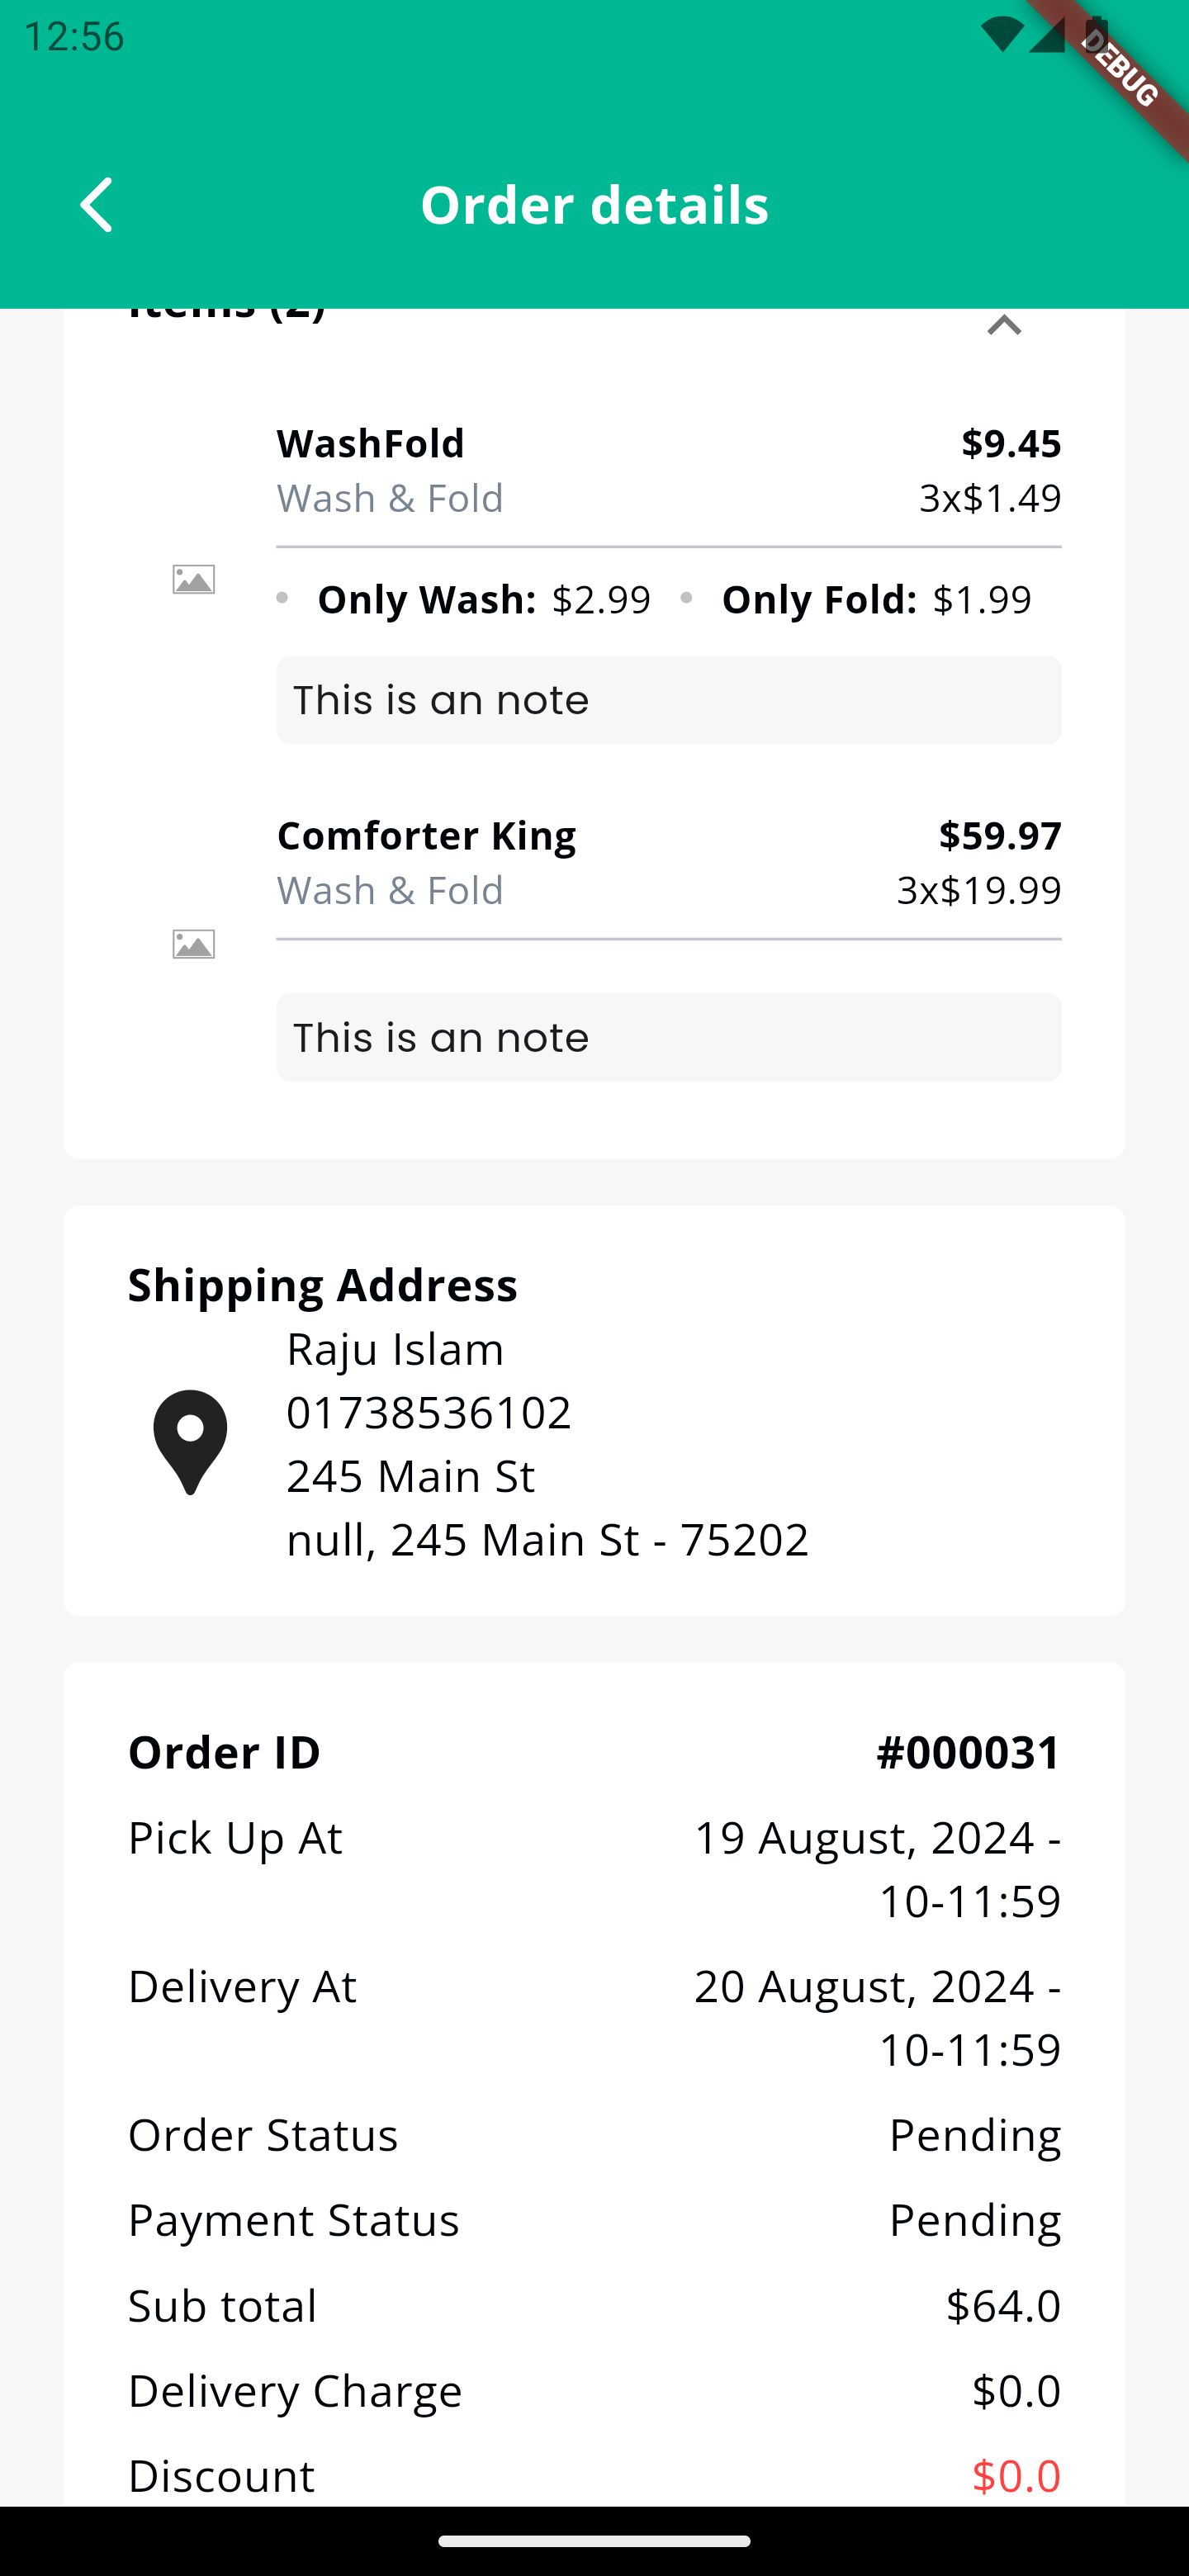 12:56
DEBUG
Order details
Items (2)
WashFold $9.45
Wash & Fold 3x$1.49
Only Wash: $2.99 Only Fold: $1.99
This is an note
Comforter King $59.97
Wash & Fold 3x$19.99
This is an note
Shipping Address
Raju Islam
01738536102
245 Main St
null, 245 Main St - 75202
Order ID #000031
Pick Up At 19 August, 2024 -
10-11:59
Delivery At 20 August, 2024 -
10-11:59
Order Status Pending
Payment Status Pending
Sub total $64.0
Delivery Charge $0.0
Discount $0.0